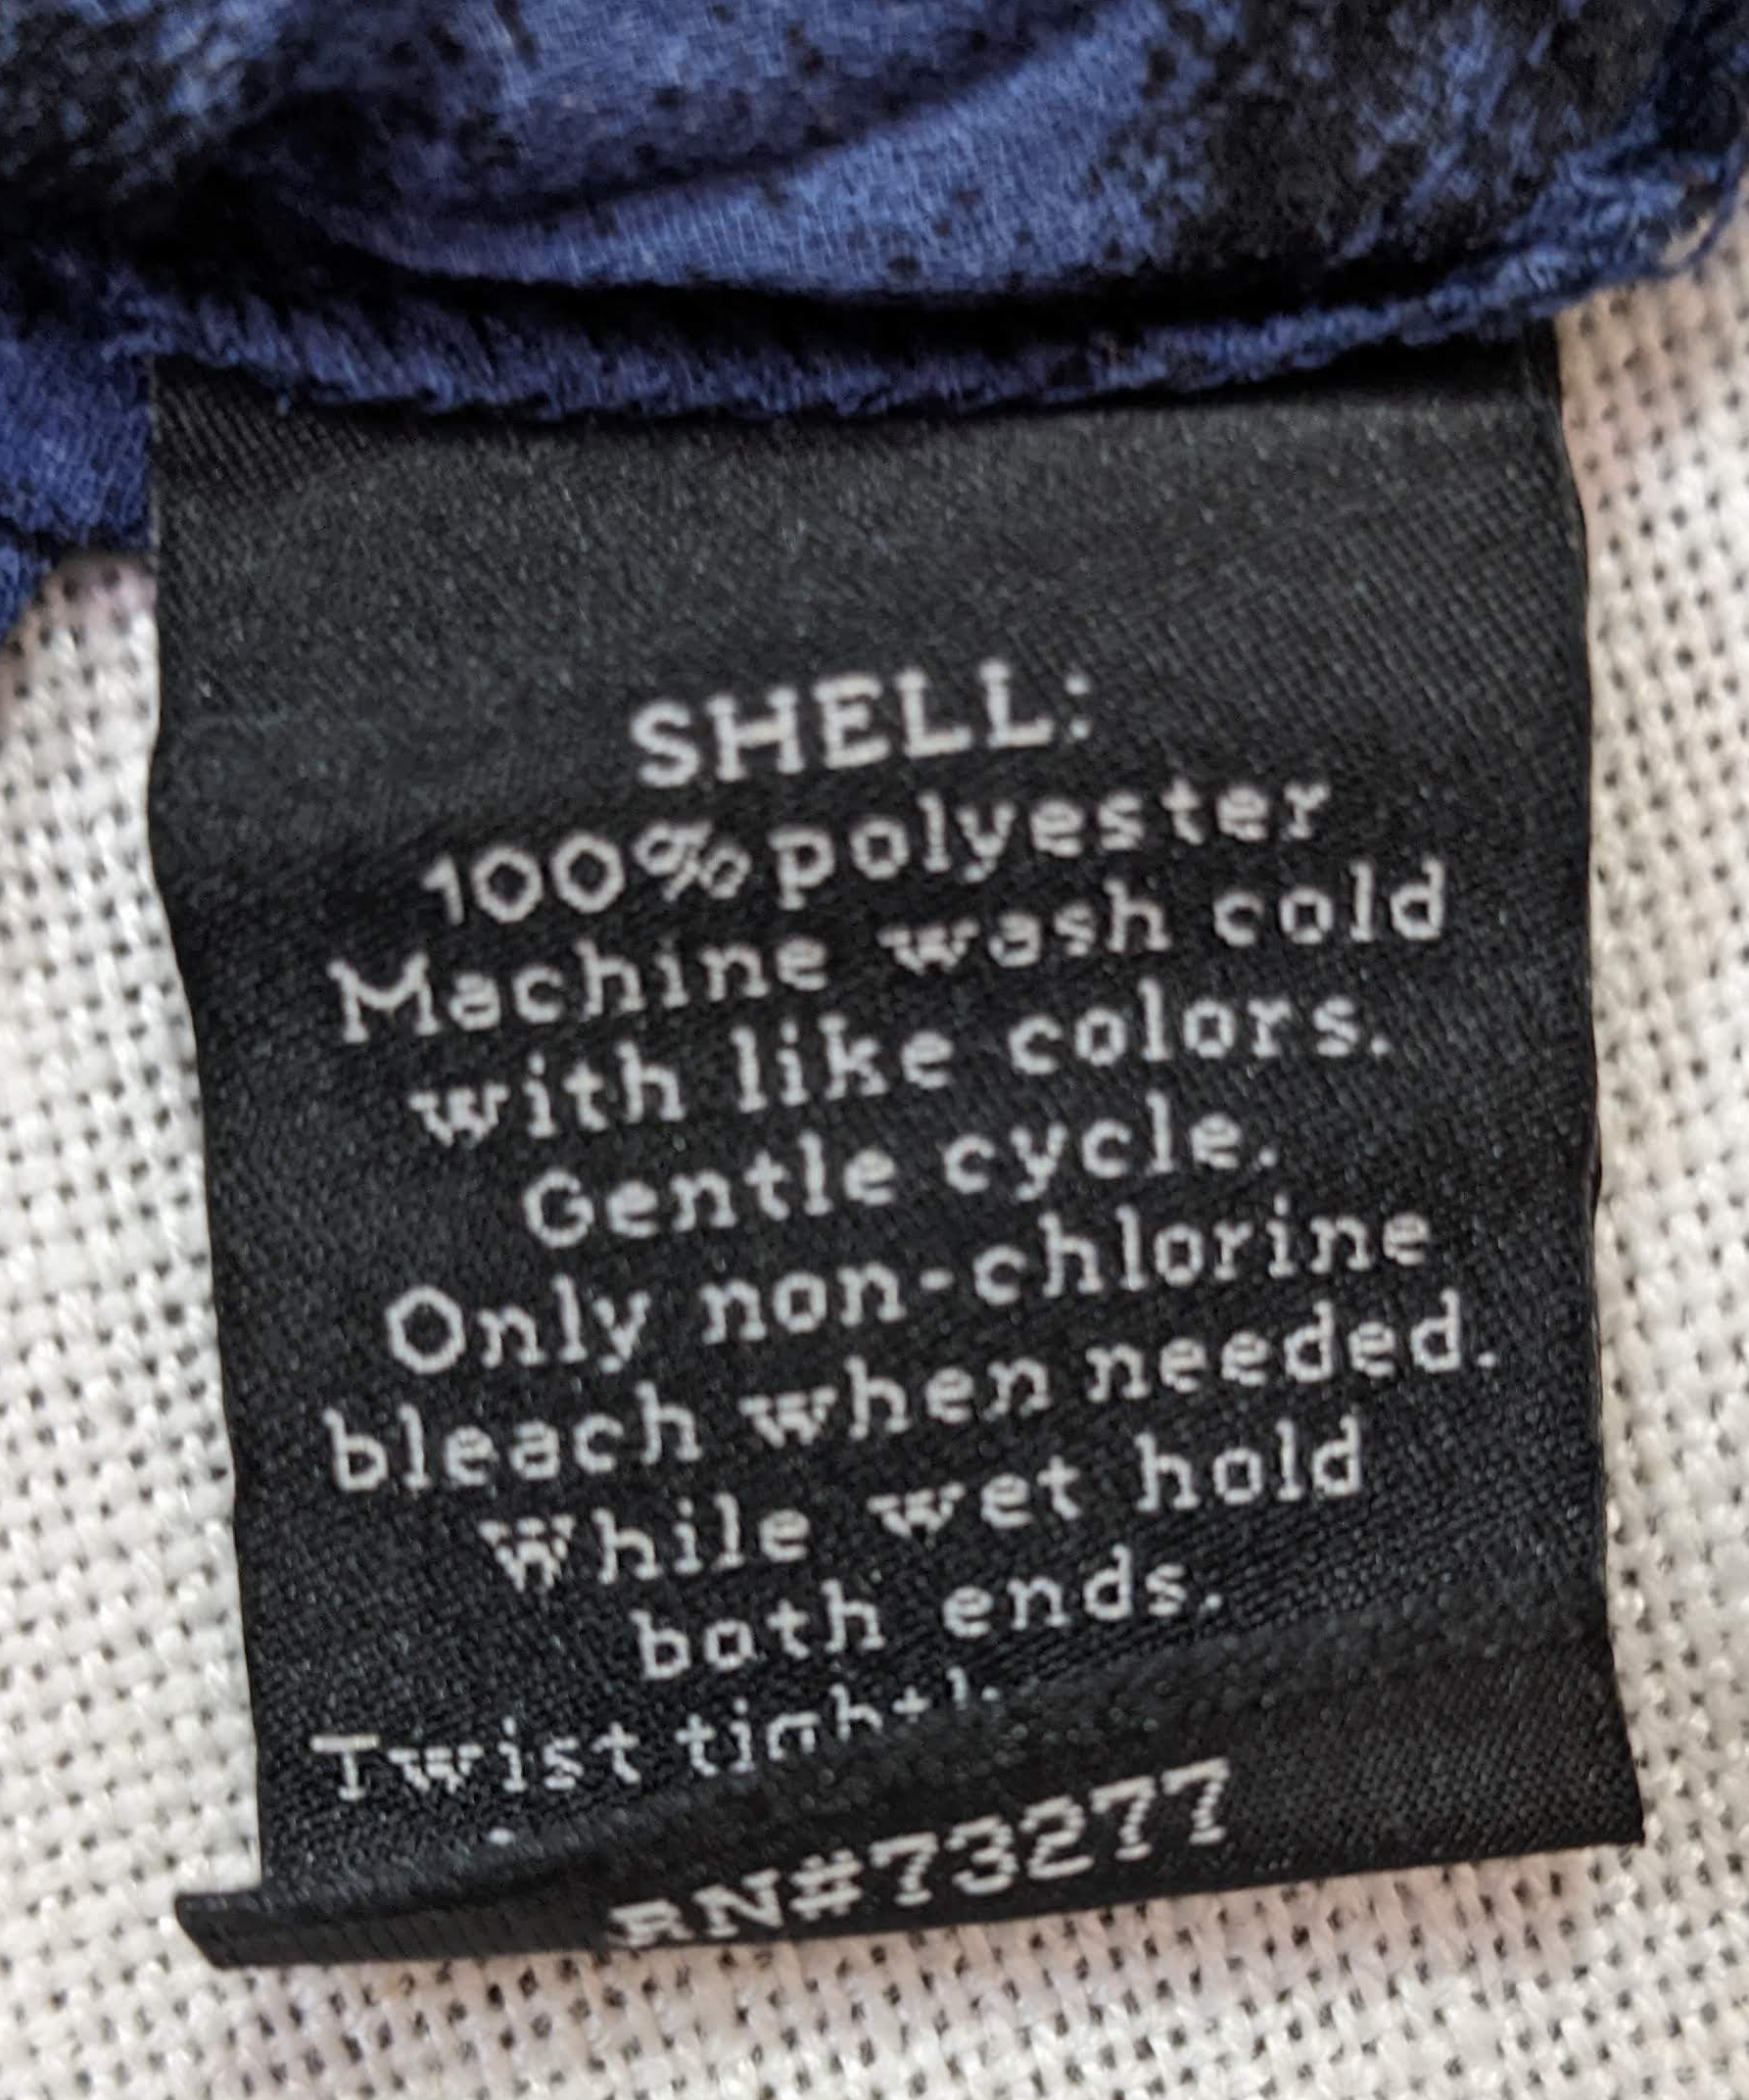 SHELL:
100% polyester
Machine wash cold
with like colors.
Gentle cycle.
Only non-chlorine
bleach when needed.
While wet hold
both ends.
Twist
RN#73277